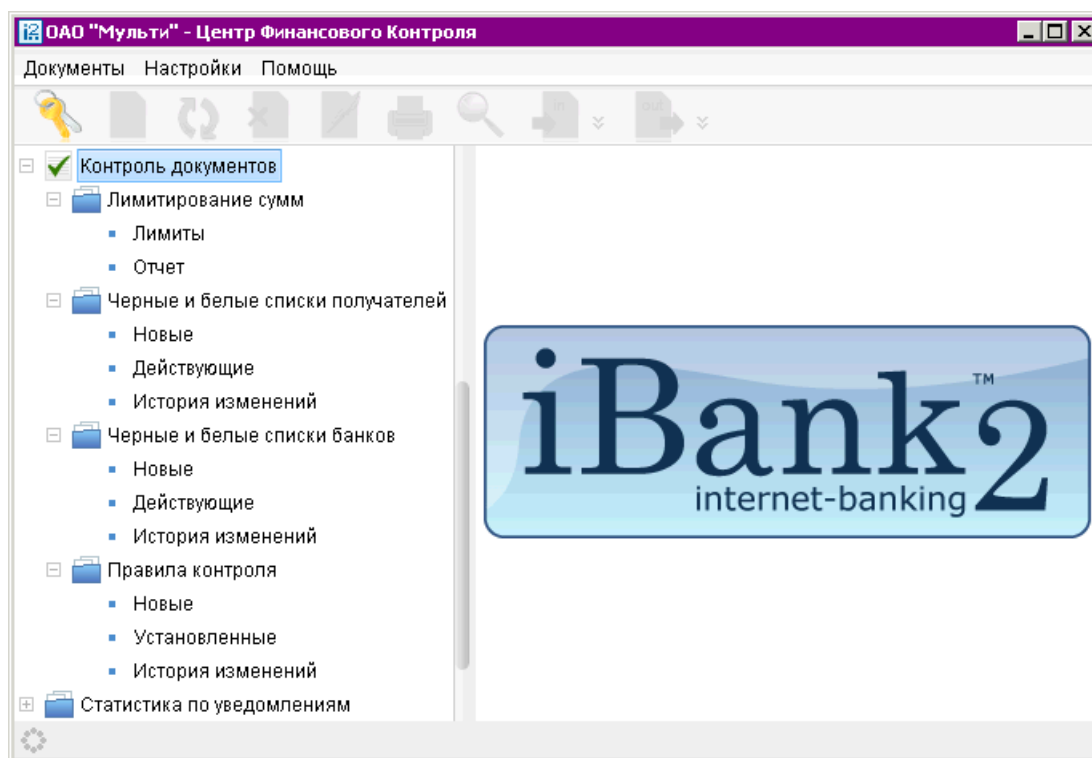 ОАО "Мульти" - Центр Финансового Контроля
Документы Настройки Помощь
in out
Контроль документов
Лимитирование сумм
Лимиты
Отчет
Черные и белые списки получателей
Новые
Действующие
История изменений
Черные и белые списки банков
Новые
Действующие
История изменений
Правила контроля
Новые
Установленные
История изменений
Статистика по уведомлениям
iBank2™
internet-banking